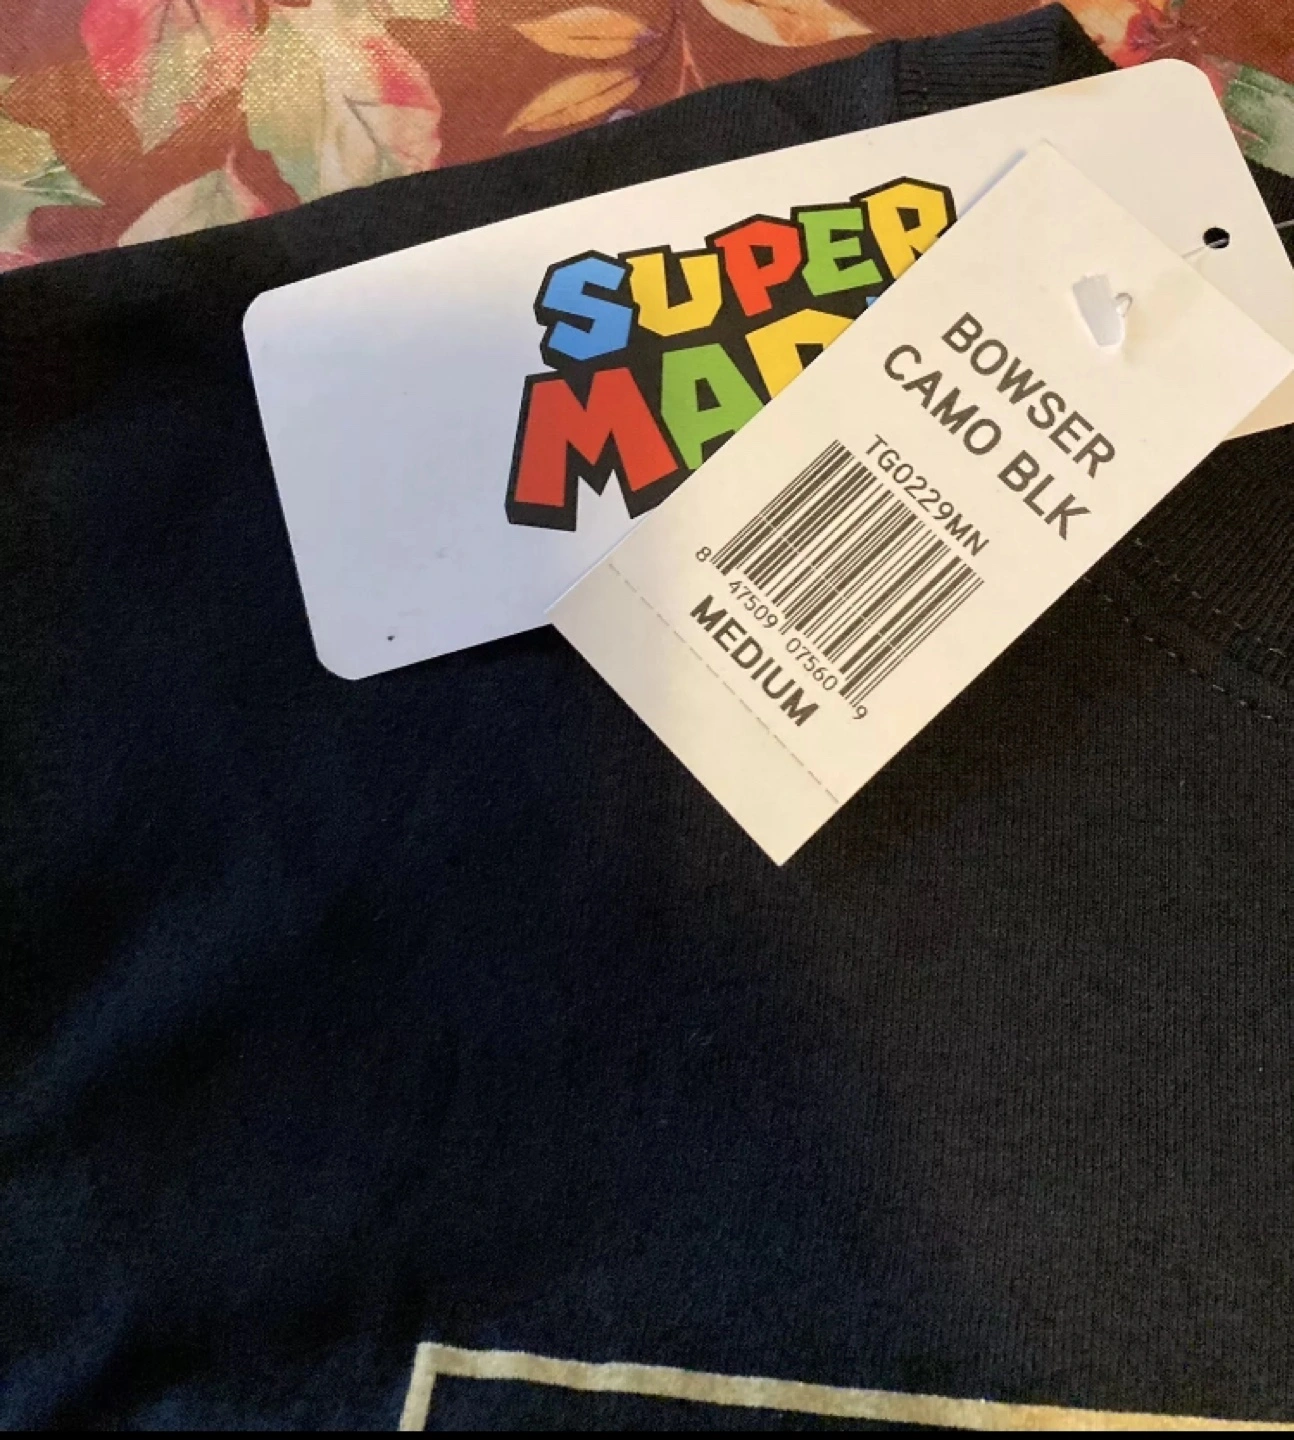 SUPER
BOWSER
CAMO BLK
TG0229MN
8 47509 07560 9
MEDIUM